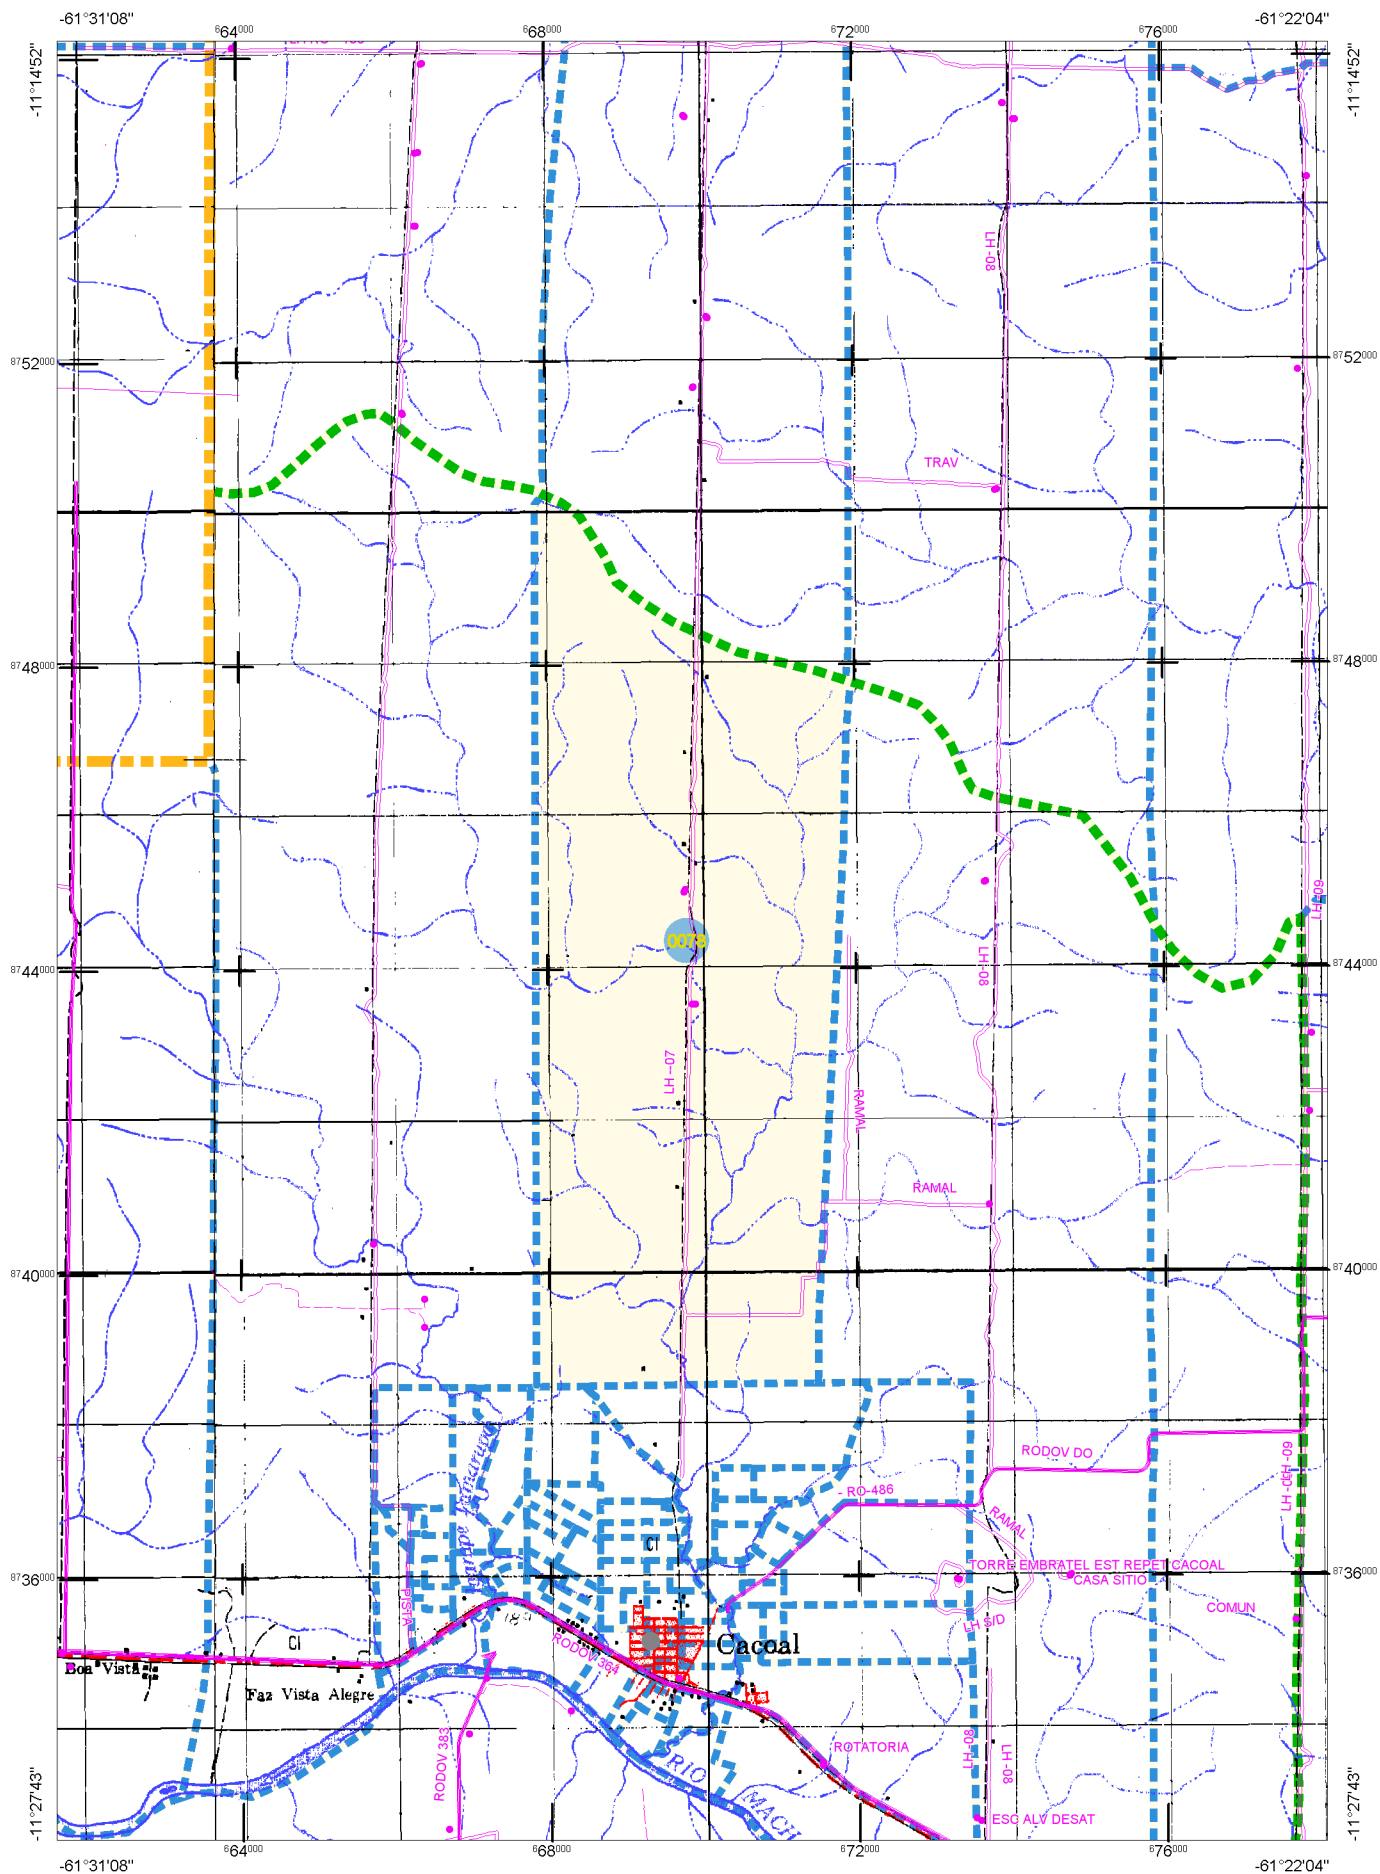 -61°31'08" -61°22'04"
664000 668000 672000 676000
-11°14'52" -11°14'52"
LH-08
8752000 8752000
TRAV
8748000 8748000
LH-09
0078
8744000 8744000
LH-08
LH-07
RAMAL
RAMAL
8740000 8740000
RODOV DO
LH-09
- RO-486
RAMAL
CI
TORRE EMBRATEL EST REPET CACOAL
8736000 8736000
CASA SITIO
PISTA
COMUN
LH S/D
CI
RODOV 364
Cacoal
Boa Vista
Faz Vista Alegre
RODOV 383
ROTATORIA
LH-08
LH-08
RIO
MACH
ESC ALV DESAT
-11°27'43" -11°27'43"
664000 668000 672000 676000
-61°31'08" -61°22'04"